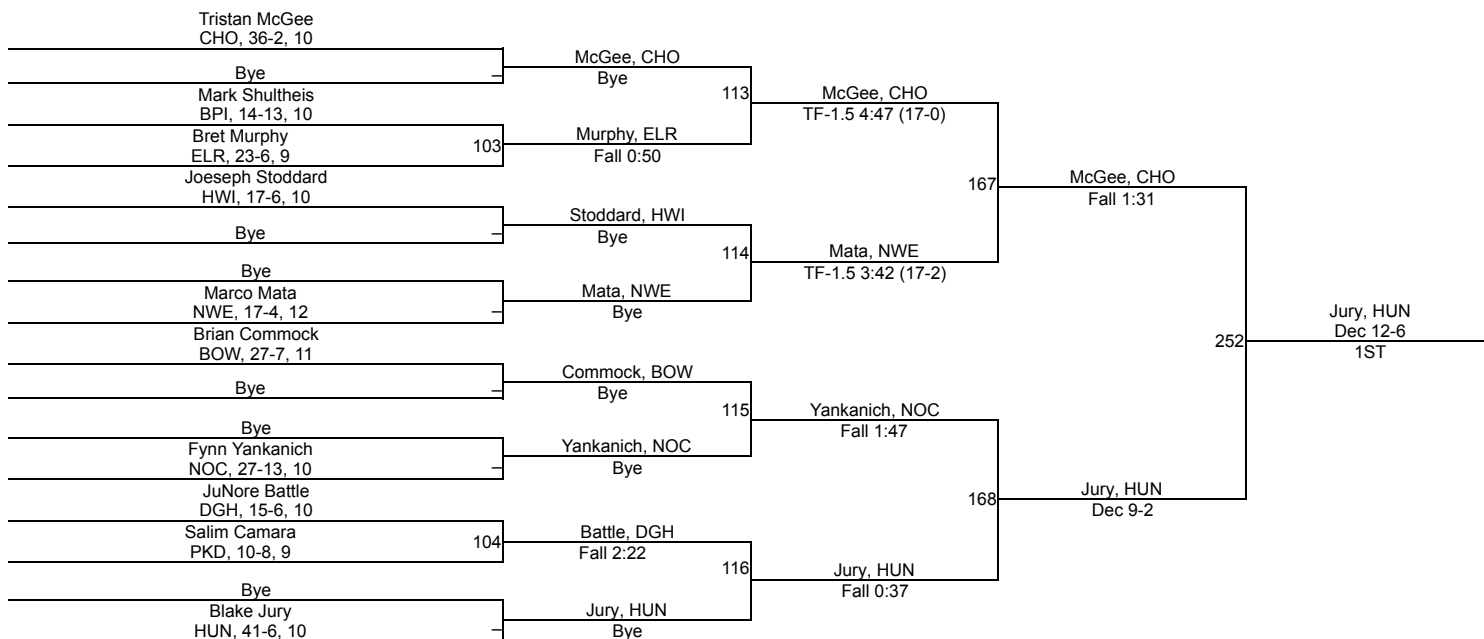 Tristan McGee
CHO, 36-2, 10
Bye
–
Mark Shultheis
BPI, 14-13, 10
Bret Murphy
ELR, 23-6, 9
103
Joeseph Stoddard
HWI, 17-6, 10
Bye
–
Bye
Marco Mata
NWE, 17-4, 12
–
Brian Commock
BOW, 27-7, 11
Bye
–
Bye
Fynn Yankanich
NOC, 27-13, 10
–
JuNore Battle
DGH, 15-6, 10
Salim Camara
PKD, 10-8, 9
104
Bye
Blake Jury
HUN, 41-6, 10
–
McGee, CHO
Bye
113
Murphy, ELR
Fall 0:50
Stoddard, HWI
Bye
114
Mata, NWE
Bye
Commock, BOW
Bye
115
Yankanich, NOC
Bye
Battle, DGH
Fall 2:22
116
Jury, HUN
Bye
McGee, CHO
TF-1.5 4:47 (17-0)
167
Mata, NWE
TF-1.5 3:42 (17-2)
Yankanich, NOC
Fall 1:47
168
Jury, HUN
Fall 0:37
McGee, CHO
Fall 1:31
252
Jury, HUN
Dec 9-2
Jury, HUN
Dec 12-6
1ST